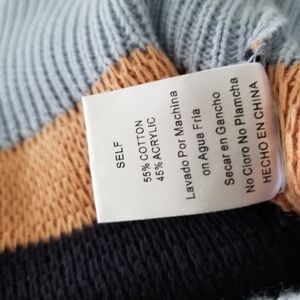 SELF
55% COTTON
45% ACRYLIC
Lavado Por Machina
on Agua Fria
Secar en Gancho
No Cloro No Plamcha
HECHO EN CHINA